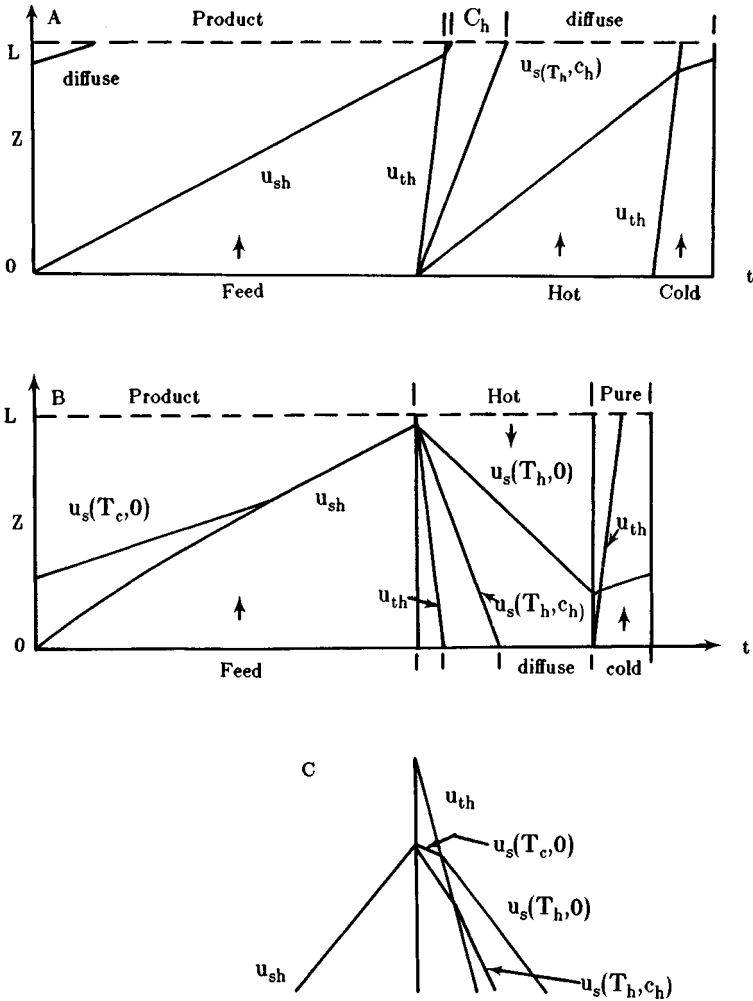 A Product C_h diffuse
L
diffuse
u_s(T_h,c_h)
Z
u_sh
u_th
u_th
0
Feed Hot Cold t
B Product Hot Pure
L
u_s(T_c,0)
u_sh
u_s(T_h,0)
Z
u_th
u_th
u_s(T_h,c_h)
0
t
Feed diffuse cold
C
u_th
u_s(T_c,0)
u_s(T_h,0)
u_sh
u_s(T_h,c_h)